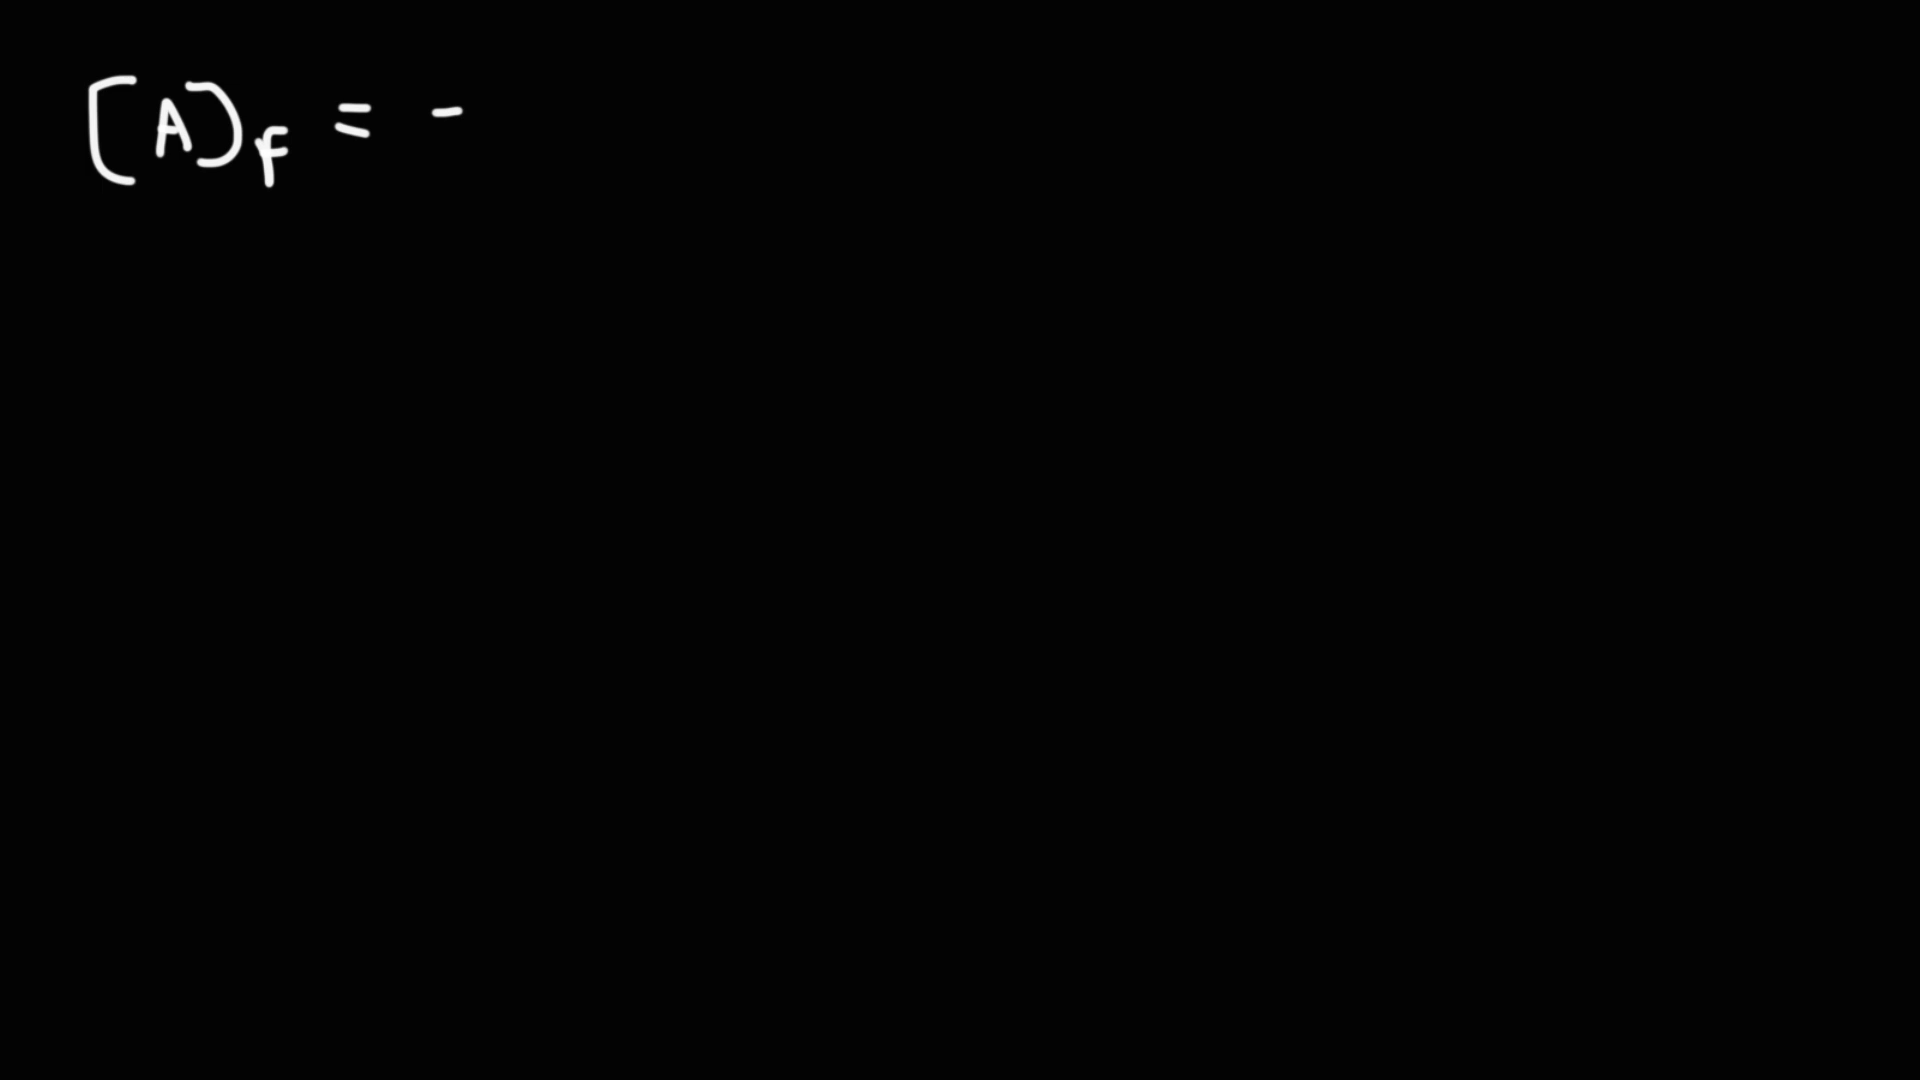 [A]f = -